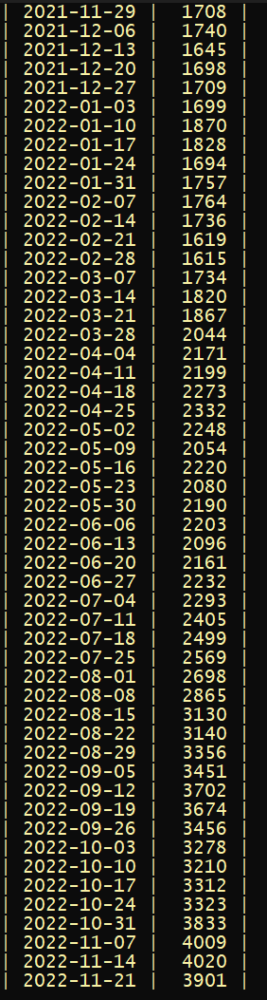 | 2021-11-29 | 1708 |
| 2021-12-06 | 1740 |
| 2021-12-13 | 1645 |
| 2021-12-20 | 1698 |
| 2021-12-27 | 1709 |
| 2022-01-03 | 1699 |
| 2022-01-10 | 1870 |
| 2022-01-17 | 1828 |
| 2022-01-24 | 1694 |
| 2022-01-31 | 1757 |
| 2022-02-07 | 1764 |
| 2022-02-14 | 1736 |
| 2022-02-21 | 1619 |
| 2022-02-28 | 1615 |
| 2022-03-07 | 1734 |
| 2022-03-14 | 1820 |
| 2022-03-21 | 1867 |
| 2022-03-28 | 2044 |
| 2022-04-04 | 2171 |
| 2022-04-11 | 2199 |
| 2022-04-18 | 2273 |
| 2022-04-25 | 2332 |
| 2022-05-02 | 2248 |
| 2022-05-09 | 2054 |
| 2022-05-16 | 2220 |
| 2022-05-23 | 2080 |
| 2022-05-30 | 2190 |
| 2022-06-06 | 2203 |
| 2022-06-13 | 2096 |
| 2022-06-20 | 2161 |
| 2022-06-27 | 2232 |
| 2022-07-04 | 2293 |
| 2022-07-11 | 2405 |
| 2022-07-18 | 2499 |
| 2022-07-25 | 2569 |
| 2022-08-01 | 2698 |
| 2022-08-08 | 2865 |
| 2022-08-15 | 3130 |
| 2022-08-22 | 3140 |
| 2022-08-29 | 3356 |
| 2022-09-05 | 3451 |
| 2022-09-12 | 3702 |
| 2022-09-19 | 3674 |
| 2022-09-26 | 3456 |
| 2022-10-03 | 3278 |
| 2022-10-10 | 3210 |
| 2022-10-17 | 3312 |
| 2022-10-24 | 3323 |
| 2022-10-31 | 3833 |
| 2022-11-07 | 4009 |
| 2022-11-14 | 4020 |
| 2022-11-21 | 3901 |